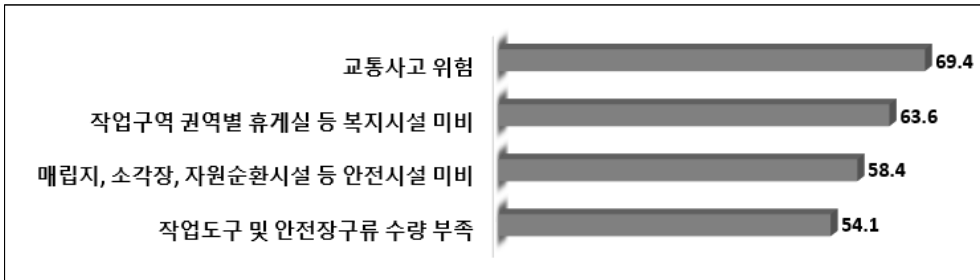 교통사고 위험 69.4
작업구역 권역별 휴게실 등 복지시설 미비 63.6
매립지, 소각장, 자원순환시설 등 안전시설 미비 58.4
작업도구 및 안전장구류 수량 부족 54.1